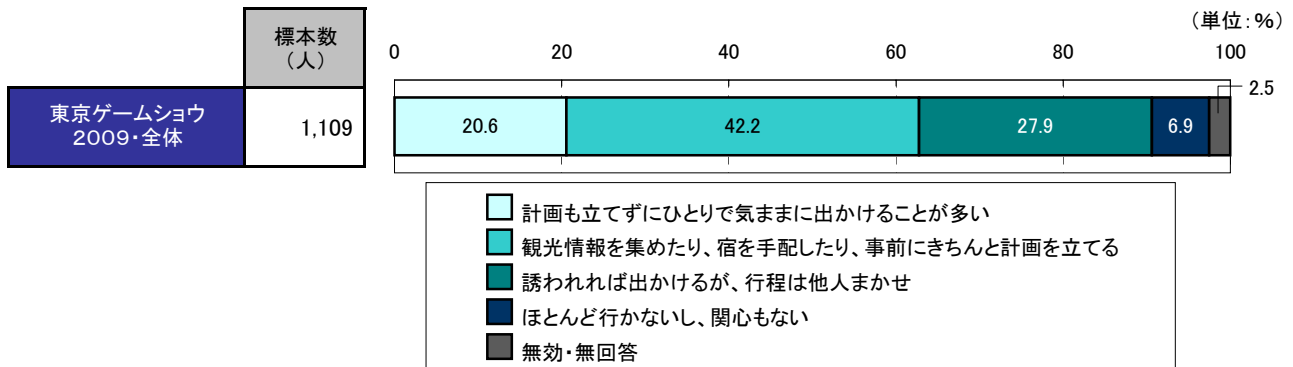 (単位:%)
標本数
(人)
0 20 40 60 80 100
東京ゲームショウ
2009・全体
1,109
20.6 42.2 27.9 6.9 2.5
計画も立てずにひとりで気ままに出かけることが多い
観光情報を集めたり、宿を手配したり、事前にきちんと計画を立てる
誘われれば出かけるが、行程は他人まかせ
ほとんど行かないし、関心もない
無効・無回答